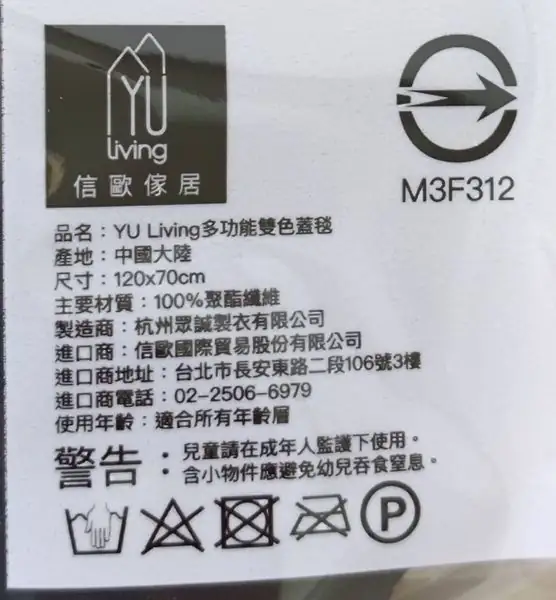 YU
Living
信歐傢居
M3F312
品名：YU Living多功能雙色蓋毯
產地：中國大陸
尺寸：120x70cm
主要材質：100%聚酯纖維
製造商：杭州眾誠製衣有限公司
進口商：信歐國際貿易股份有限公司
進口商地址：台北市長安東路二段106號3樓
進口商電話：02-2506-6979
使用年齡：適合所有年齡層
警告：兒童請在成年人監護下使用。
含小物件應避免幼兒吞食窒息。
P